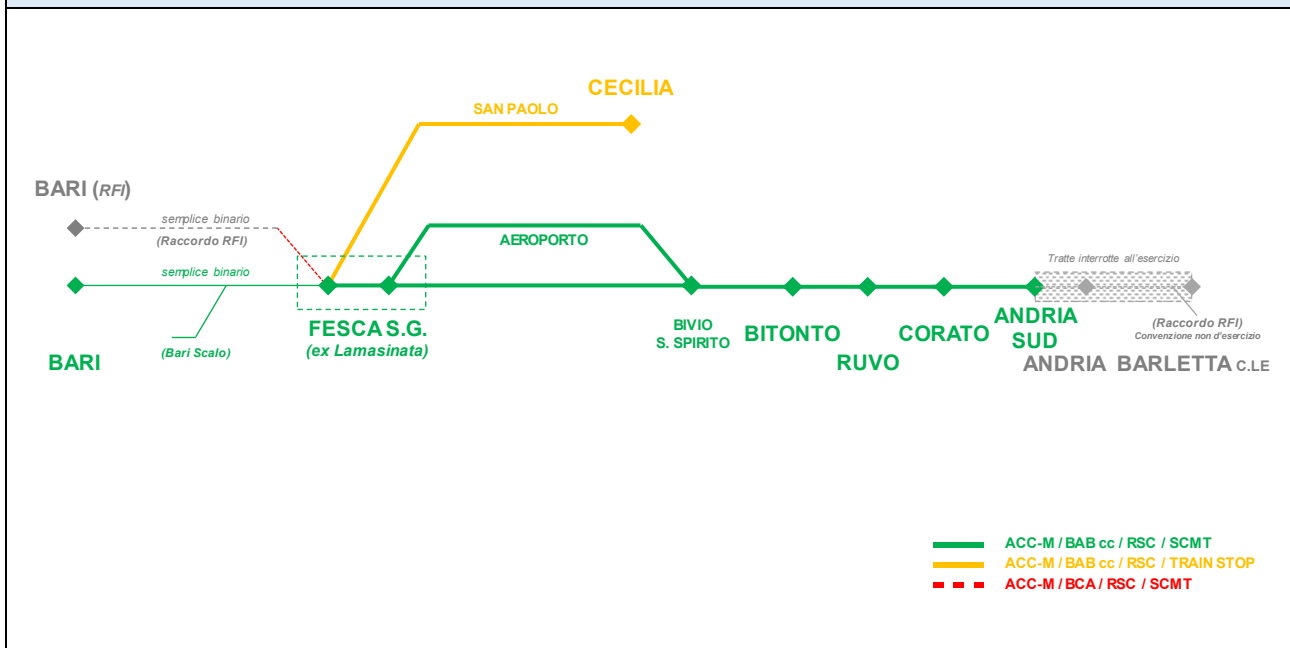 CECILIA
SAN PAOLO
BARI (RFI)
semplice binario
(Raccordo RFI)
AEROPORTO
semplice binario
Tratte interrotte all'esercizio
FESCA S.G.
(ex Lamasinata)
(Bari Scalo)
BARI
BIVIO
S. SPIRITO
BITONTO
RUVO
CORATO
ANDRIA
SUD
(Raccordo RFI)
Convenzione non d'esercizio
ANDRIA
BARLETTA C.LE
ACC-M / BAB cc / RSC / SCMT
ACC-M / BAB cc / RSC / TRAIN STOP
ACC-M / BCA / RSC / SCMT